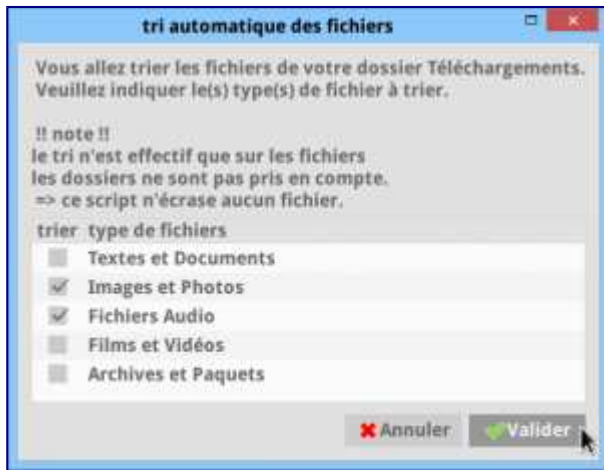 tri automatique des fichiers
Vous allez trier les fichiers de votre dossier Téléchargements.
Veuillez indiquer le(s) type(s) de fichier à trier.
!! note !!
le tri n'est effectif que sur les fichiers
les dossiers ne sont pas pris en compte.
=> ce script n'écrase aucun fichier.
trier type de fichiers
Textes et Documents
Images et Photos
Fichiers Audio
Films et Vidéos
Archives et Paquets
Annuler Valider